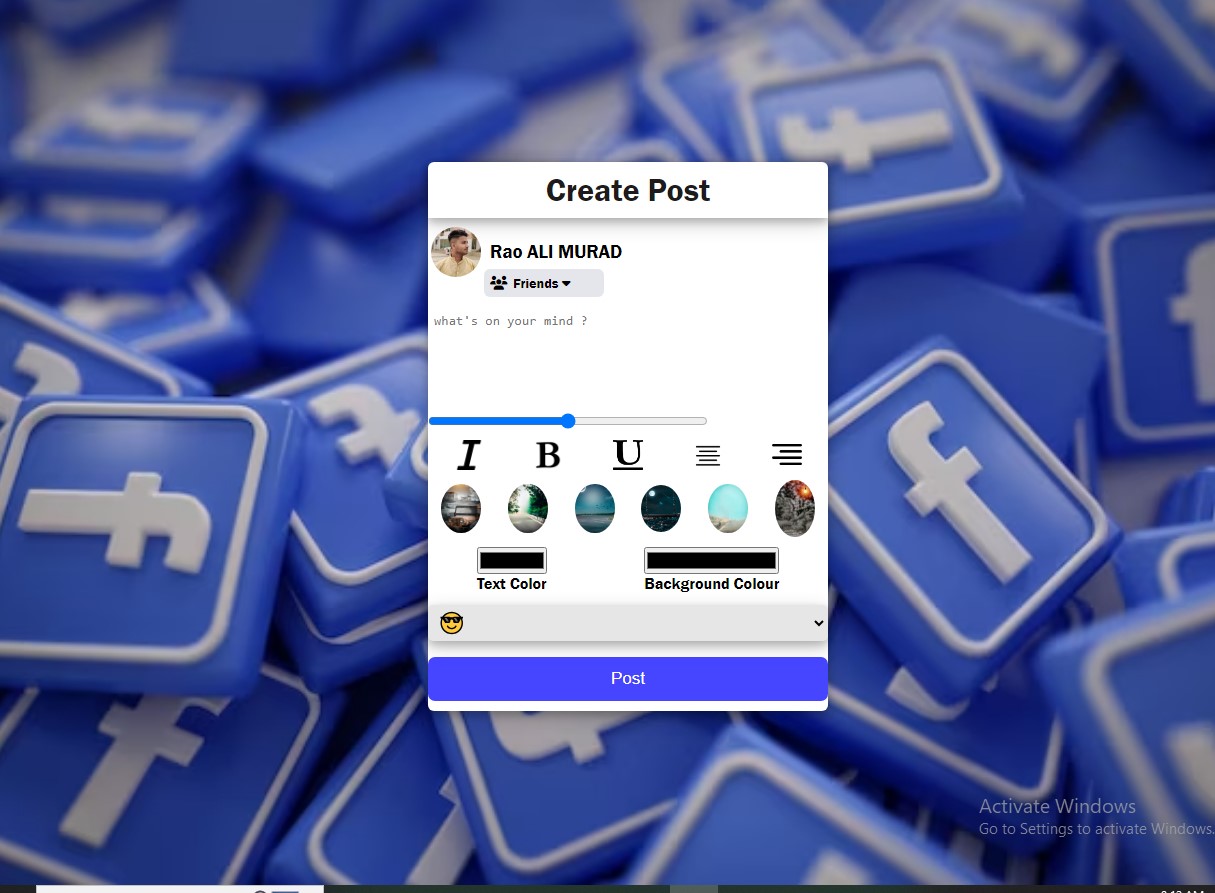 Create Post
Rao ALI MURAD
Friends
what's on your mind ?
I B U
Text Color
Background Colour
Post
Activate Windows
Go to Settings to activate Windows.